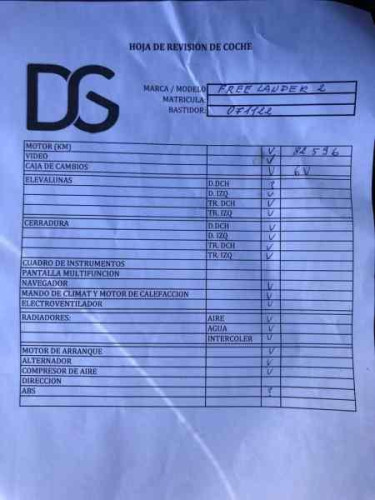 HOJA DE REVISIÓN DE COCHE
DG
MARCA / MODELO: FREE LANDER 2
MATRICULA:
BASTIDOR: 071122
MOTOR (KM) V 596
VIDEO V
CAJA DE CAMBIOS V 6V
ELEVALUNAS D.DCH ?
D. IZQ V
TR. DCH V
TR. IZQ V
CERRADURA D.DCH V
D. IZQ V
TR. DCH V
TR. IZQ V
CUADRO DE INSTRUMENTOS
PANTALLA MULTIFUNCION
NAVEGADOR V
MANDO DE CLIMAT Y MOTOR DE CALEFACCION V
ELECTROVENTILADOR V
RADIADORES: AIRE V
AGUA V
INTERCOLER V
MOTOR DE ARRANQUE V
ALTERNADOR V
COMPRESOR DE AIRE V
DIRECCION
ABS ?